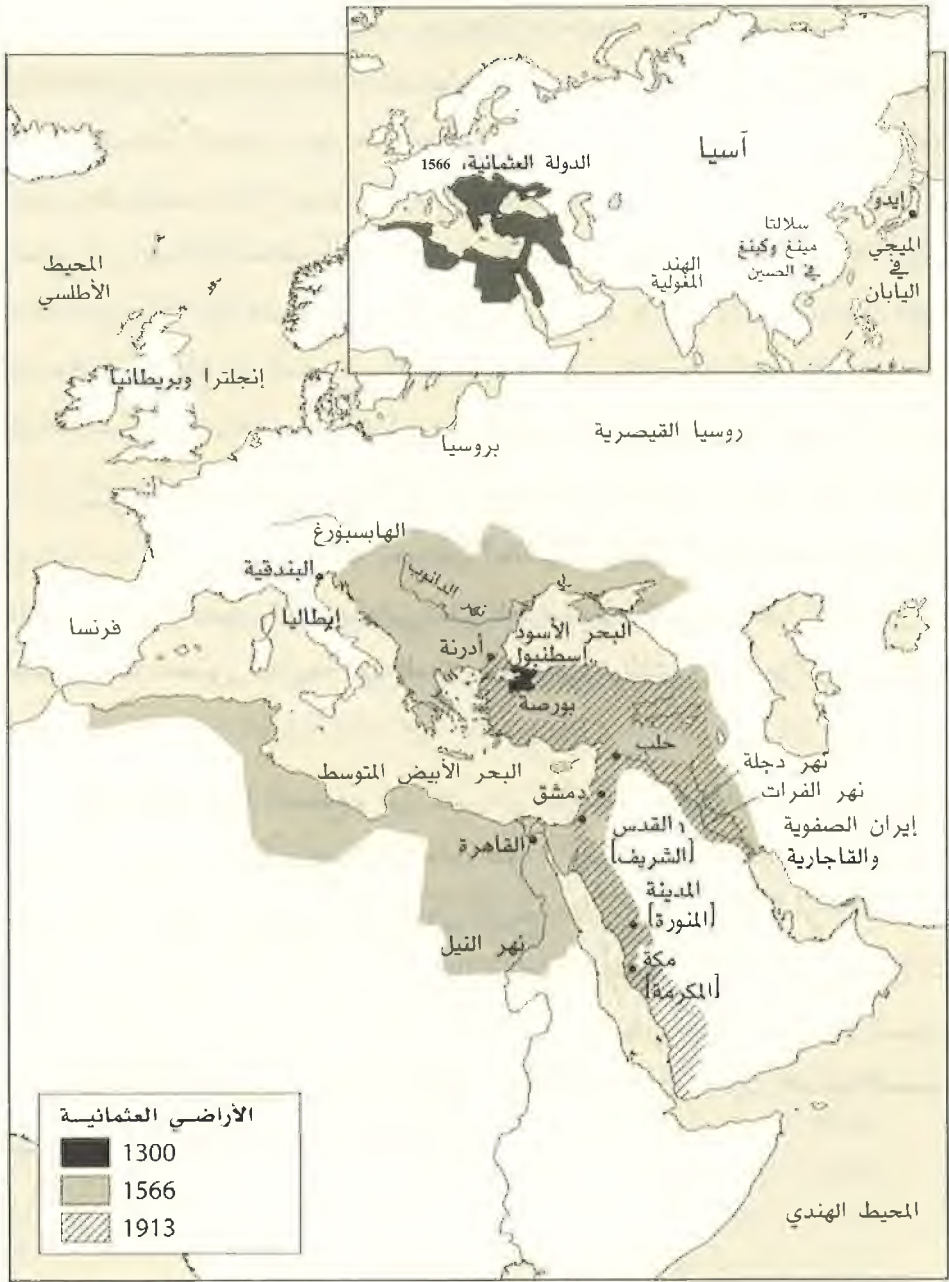 آسيا
الدولة العثمانية، 1566
إيدو
الميجي
في
اليابان
سلالتا
مينغ وكينغ
في الصين
الهند
المغولية
المحيط
الأطلسي
إنجلترا وبريطانيا
بروسيا
روسيا القيصرية
الهابسبورغ
البندقية
نهر الدانوب
إيطاليا
فرنسا
البحر الأسود
أدرنة
اسطنبول
بورصة
حلب
نهر دجلة
نهر الفرات
البحر الأبيض المتوسط
دمشق
إيران الصفوية
والقاجارية
القدس
[الشريف]
القاهرة
المدينة
[المنورة]
نهر النيل
مكة
[المكرمة]
الأراضي العثمانية
1300
1566
1913
المحيط الهندي